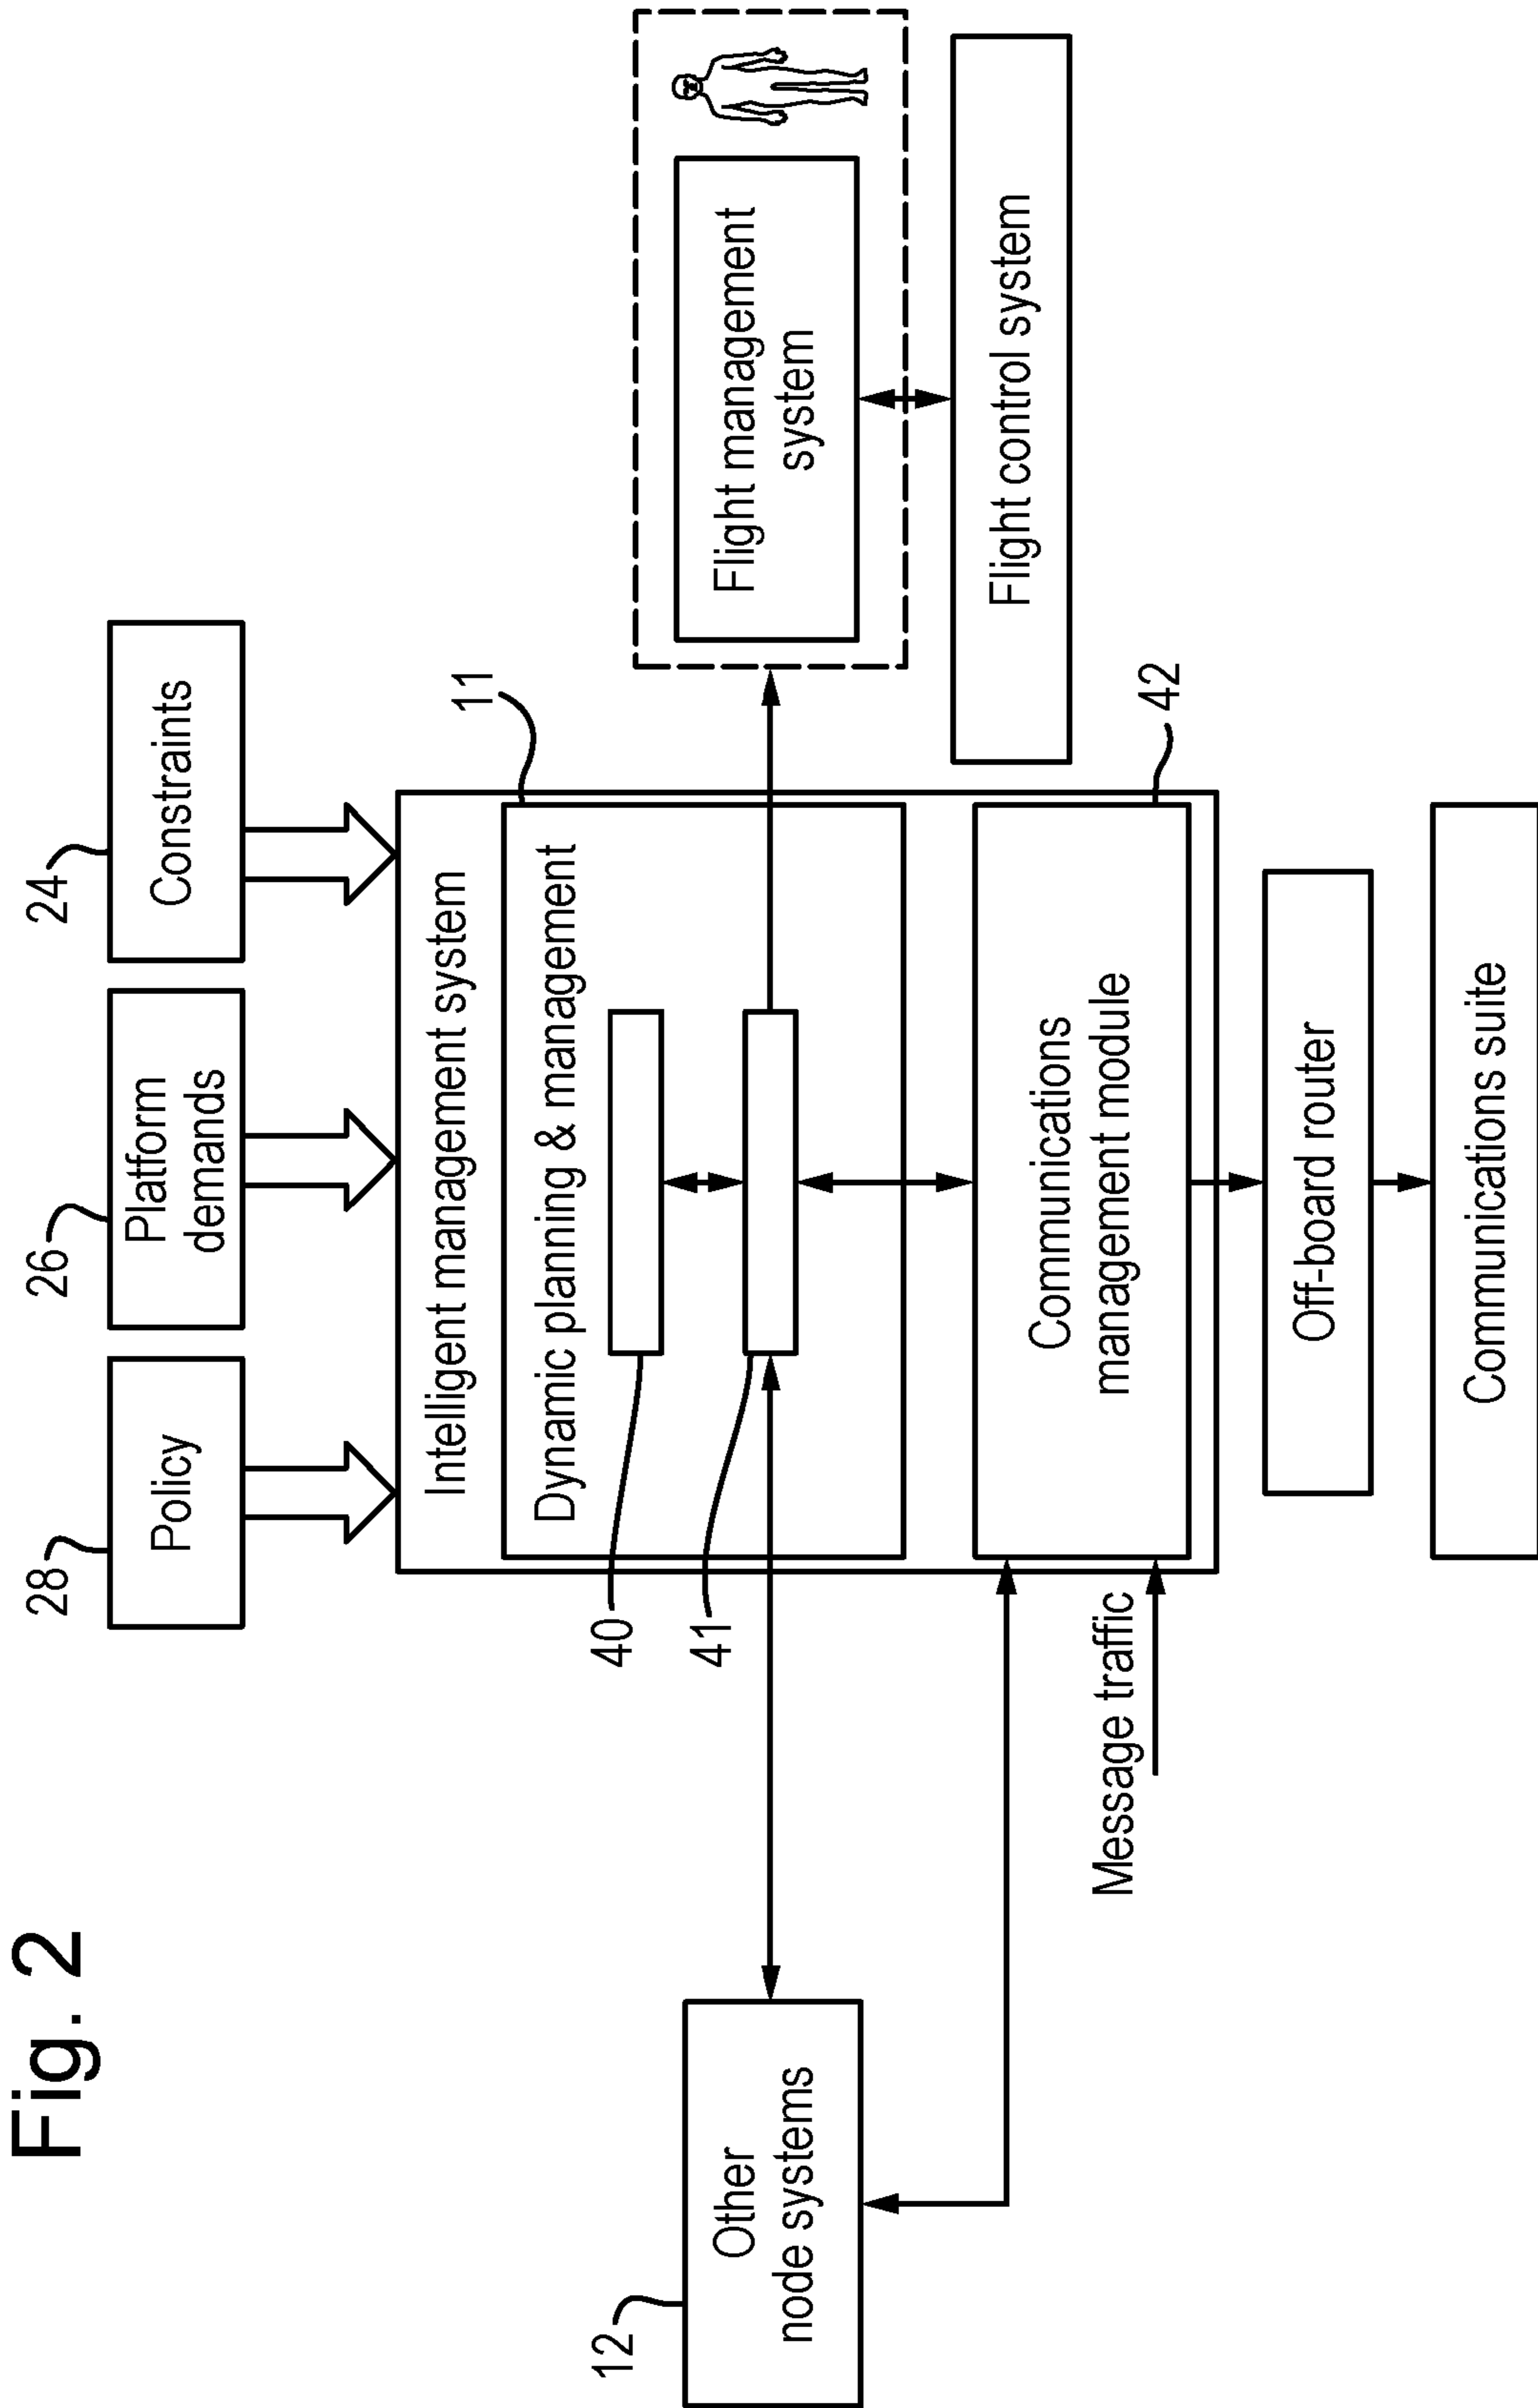 Fig. 2
28
26
24
Policy
Platform
demands
Constraints
Intelligent management system
11
Dynamic planning & management
40
41
12
Other
node systems
Flight management
system
Flight control system
Message traffic
Communications
management module
42
Off-board router
Communications suite